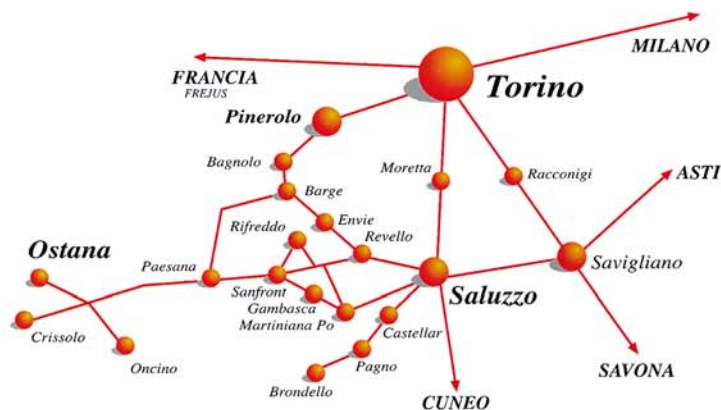 MILANO
FRANCIA
FREJUS
Torino
Pinerolo
Bagnolo
Moretta
Racconigi
ASTI
Barge
Envie
Rifreddo
Revello
Ostana
Paesana
Savigliano
Sanfront
Saluzzo
Gambasca
Martiniana Po
Castellar
Crissolo
Oncino
Pagno
SAVONA
Brondello
CUNEO